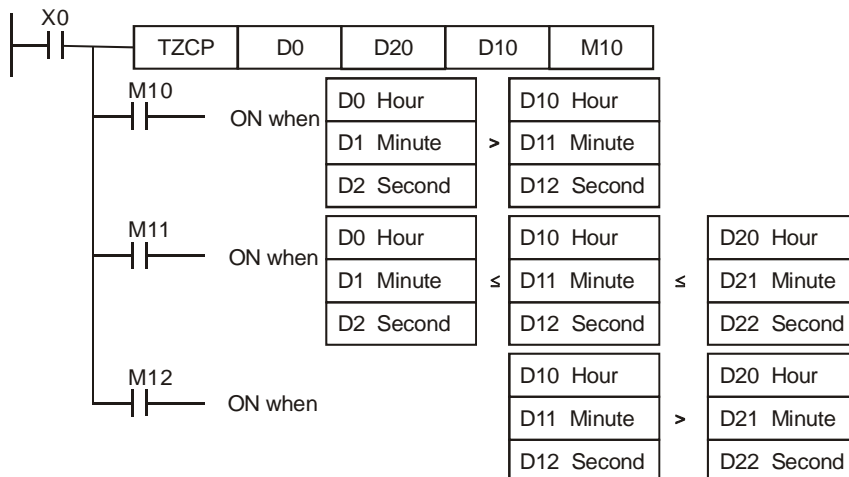 X0
TZCP D0 D20 D10 M10
M10
ON when
D0 Hour
D1 Minute
D2 Second
>
D10 Hour
D11 Minute
D12 Second
M11
ON when
D0 Hour
D1 Minute
D2 Second
≤
D10 Hour
D11 Minute
D12 Second
≤
D20 Hour
D21 Minute
D22 Second
M12
ON when
D10 Hour
D11 Minute
D12 Second
>
D20 Hour
D21 Minute
D22 Second